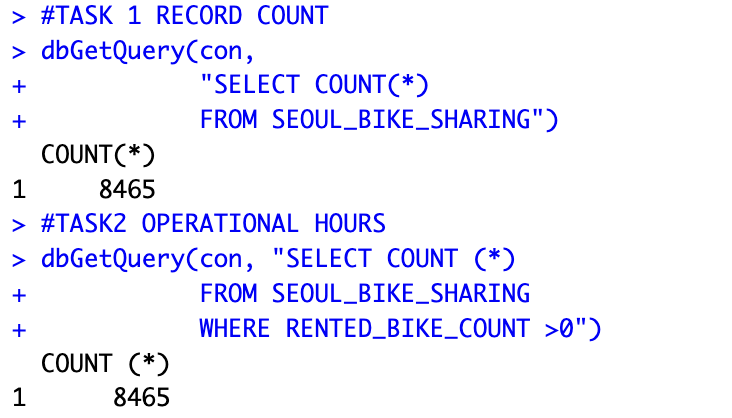 > #TASK 1 RECORD COUNT
> dbGetQuery(con,
+            "SELECT COUNT(*)
+            FROM SEOUL_BIKE_SHARING")
  COUNT(*)
1     8465
> #TASK2 OPERATIONAL HOURS
> dbGetQuery(con, "SELECT COUNT (*)
+            FROM SEOUL_BIKE_SHARING
+            WHERE RENTED_BIKE_COUNT >0")
  COUNT (*)
1      8465